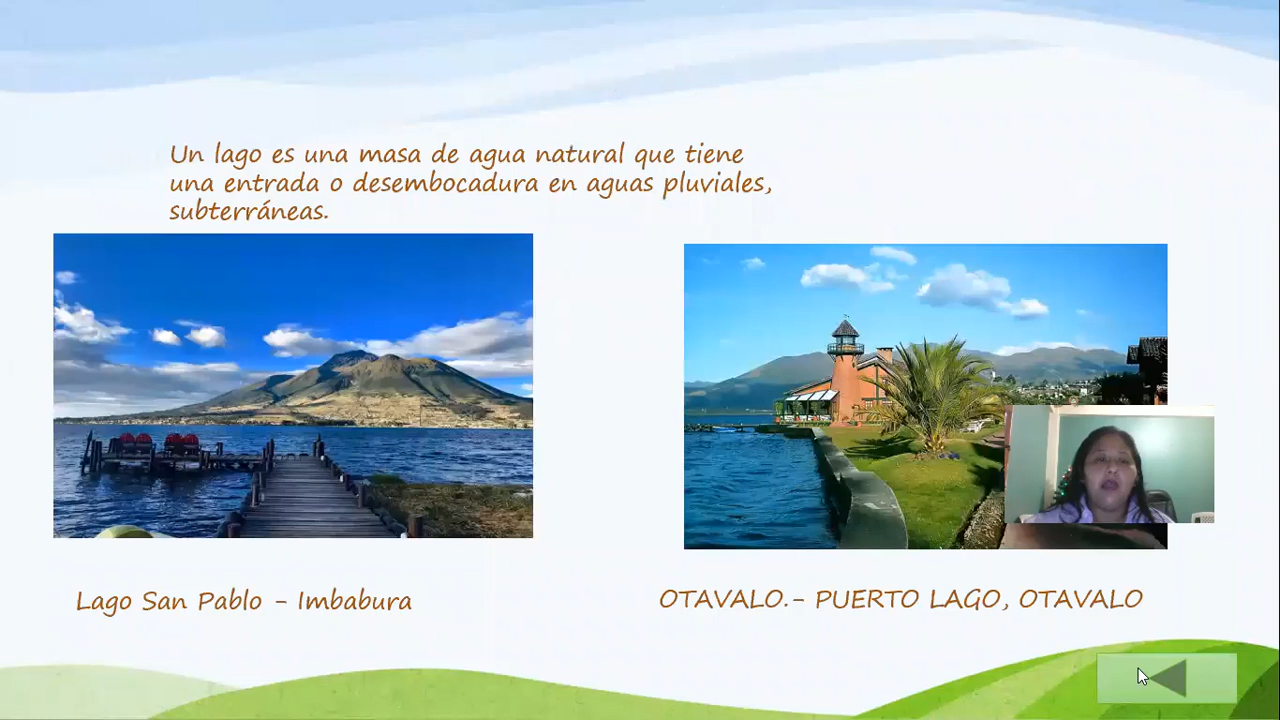 Un lago es una masa de agua natural que tiene
una entrada o desembocadura en aguas pluviales,
subterráneas.
Lago San Pablo - Imbabura
OTAVALO.- PUERTO LAGO, OTAVALO